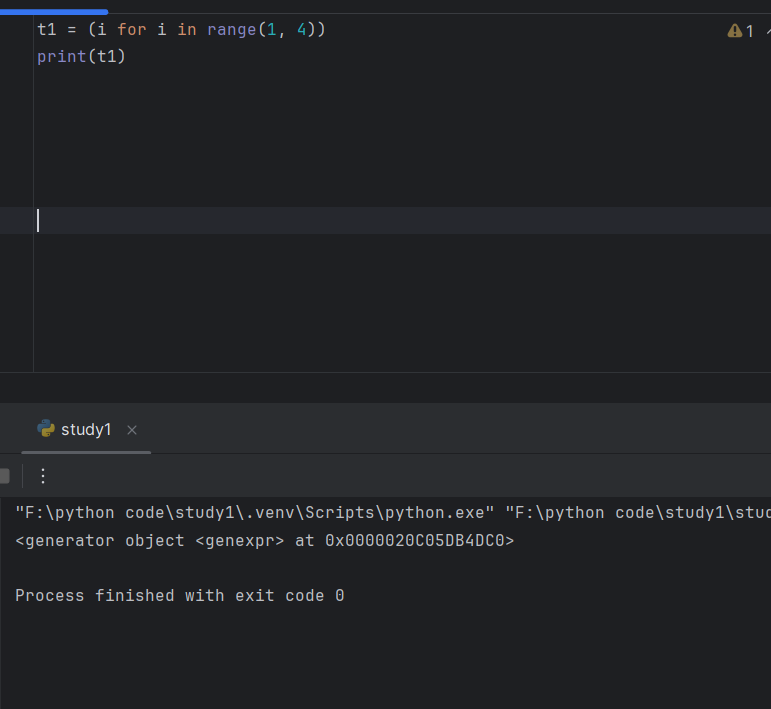 t1 = (i for i in range(1, 4))
1
print(t1)
study1
"F:\python code\study1\.venv\Scripts\python.exe" "F:\python code\study1\stud
<generator object <genexpr> at 0x0000020C05DB4DC0>
Process finished with exit code 0